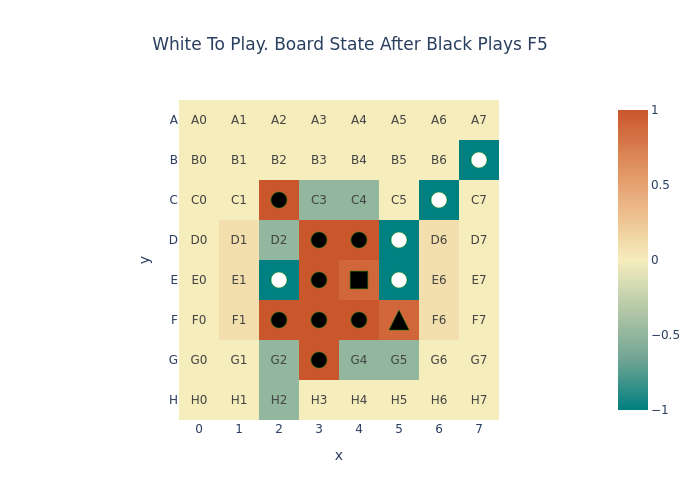 White To Play. Board State After Black Plays F5
A A0 A1 A2 A3 A4 A5 A6 A7 1
B B0 B1 B2 B3 B4 B5 B6
C C0 C1 C3 C4 C5 C7 0.5
D D0 D1 D2 D6 D7
y
E E0 E1 E6 E7 0
F F0 F1 F6 F7
G G0 G1 G2 G4 G5 G6 G7 −0.5
H H0 H1 H2 H3 H4 H5 H6 H7 −1
0 1 2 3 4 5 6 7
x